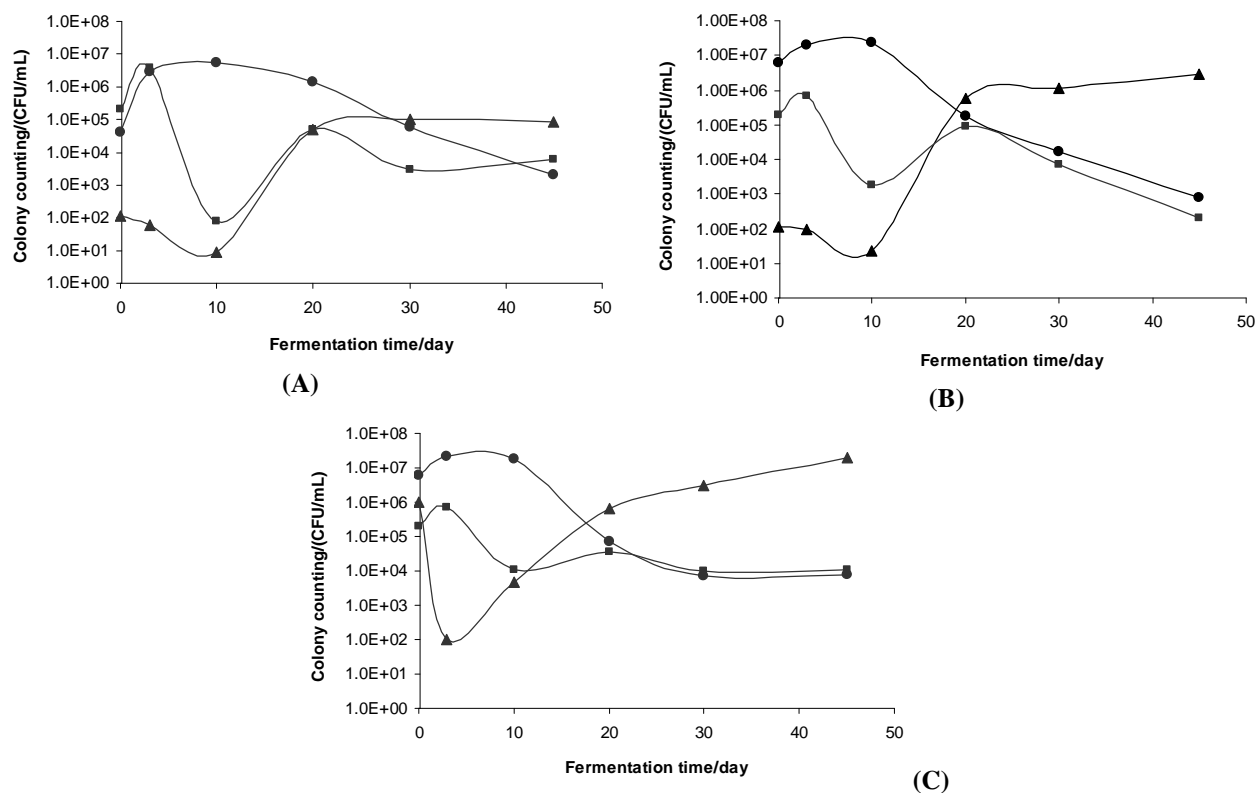 Colony counting/(CFU/mL)
1.0E+08
1.0E+07
1.0E+06
1.0E+05
1.0E+04
1.0E+03
1.0E+02
1.0E+01
1.0E+00
0 10 20 30 40 50
Fermentation time/day
(A)
Colony counting/(CFU/mL)
1.00E+08
1.00E+07
1.00E+06
1.00E+05
1.00E+04
1.00E+03
1.00E+02
1.00E+01
1.00E+00
0 10 20 30 40 50
Fermentation time/day
(B)
Colony counting/(CFU/mL)
1.0E+08
1.0E+07
1.0E+06
1.0E+05
1.0E+04
1.0E+03
1.0E+02
1.0E+01
1.0E+00
0 10 20 30 40 50
Fermentation time/day
(C)